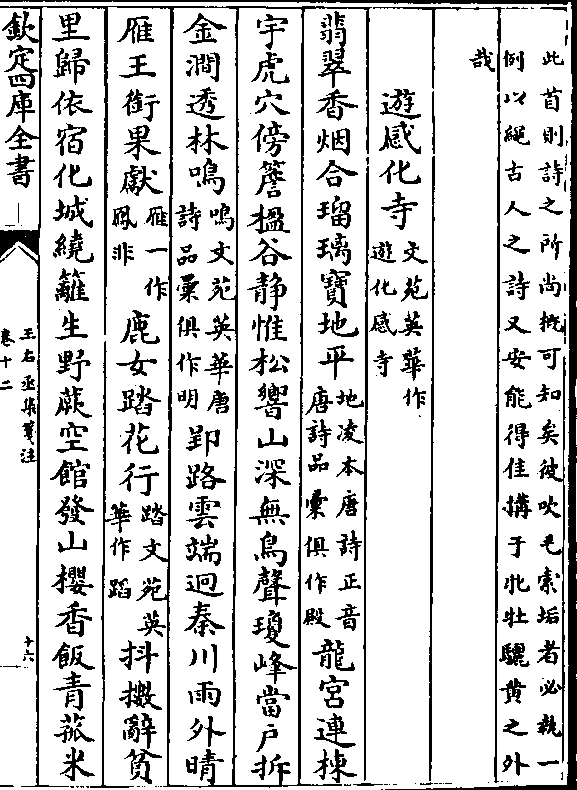 此首則詩之所尚概可知矣彼吹毛索垢者必執一
例以繩古人之詩又安能得佳搆于牝牡驪黄之外
哉
遊感化寺文苑英華作遊化感寺
翡翠香烟合瑠璃寶地平地凌本唐詩正音唐詩品彙俱作殿龍宫連棟
宇虎穴傍簷楹谷静惟松響山深無鳥聲瓊峰當户拆
金澗透林鳴鳴文苑英華唐詩品彙俱作明郢路雲端迥秦川雨外晴
雁王銜果獻雁一作鳳非鹿女踏花行踏文苑英華作蹈抖擻辭貧
里歸依宿化城繞籬生野蕨空館發山櫻香飯青菰米
欽定四庫全書
王右丞集箋注
卷十二
十六